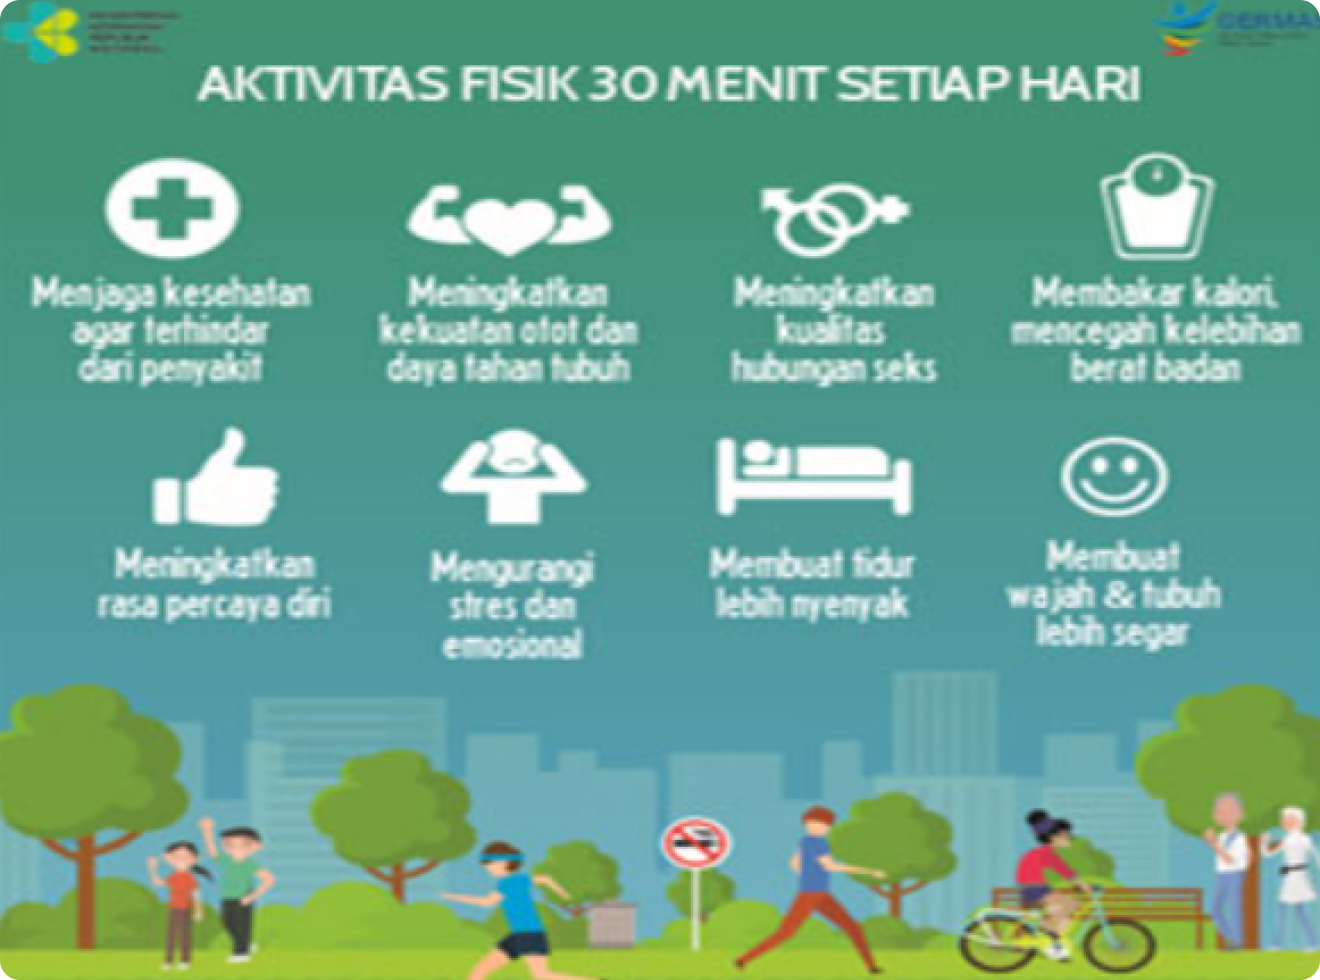 GERMAS
AKTIVITAS FISIK 30 MENIT SETIAP HARI
Menjaga kesehatan
agar terhindar
dari penyakit
Meningkatkan
kekuatan otot dan
daya tahan tubuh
Meningkatkan
kualitas
hubungan seks
Membakar kalori,
mencegah kelebihan
berat badan
Meningkatkan
rasa percaya diri
Mengurangi
stres dan
emosional
Membuat tidur
lebih nyenyak
Membuat
wajah & tubuh
lebih segar